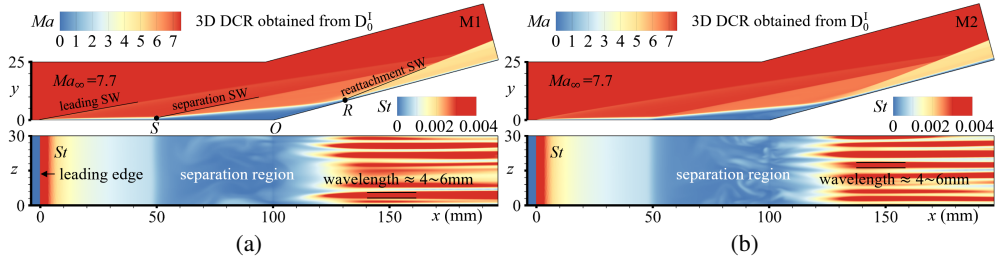 Ma
0 1 2 3 4 5 6 7
3D DCR obtained from D₀ᴵ
M1
25
y
0
Ma∞=7.7
leading SW
separation SW
reattachment SW
S
O
R
St
0 0.002 0.004
30
z
0
St
leading edge
separation region
wavelength ≈ 4~6mm
0 50 100 150 x (mm)
(a)
Ma
0 1 2 3 4 5 6 7
3D DCR obtained from D₀ᴵ
M2
25
y
0
Ma∞=7.7
St
0 0.002 0.004
30
z
0
St
separation region
wavelength ≈ 4~6mm
0 50 100 150 x (mm)
(b)